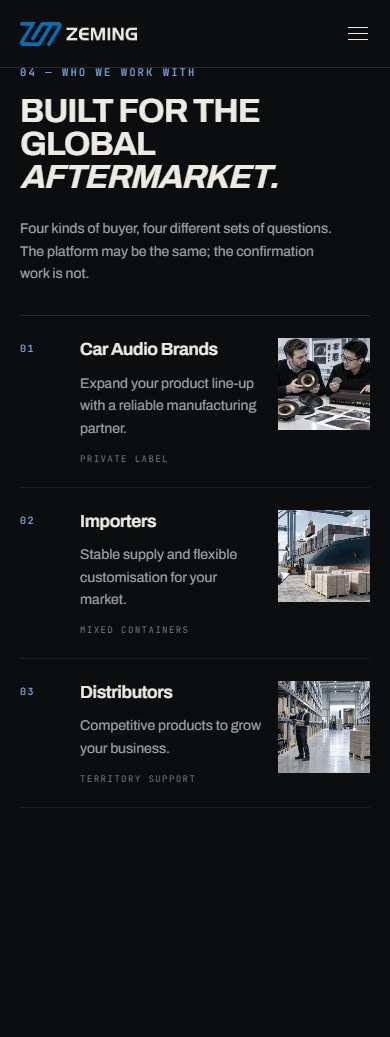 ZEMING
04 — WHO WE WORK WITH
BUILT FOR THE
GLOBAL
AFTERMARKET.
Four kinds of buyer, four different sets of questions.
The platform may be the same; the confirmation
work is not.
01
Car Audio Brands
Expand your product line-up
with a reliable manufacturing
partner.
PRIVATE LABEL
02
Importers
Stable supply and flexible
customisation for your
market.
MIXED CONTAINERS
03
Distributors
Competitive products to grow
your business.
TERRITORY SUPPORT